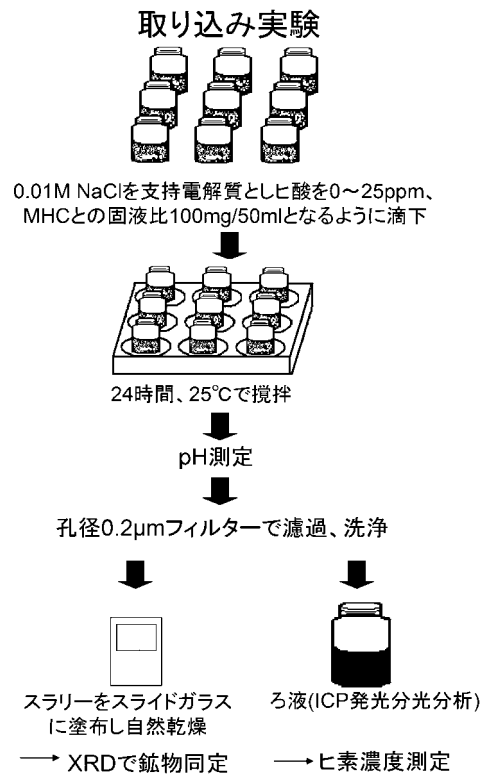 取り込み実験
0.01M NaClを支持電解質としヒ酸を0～25ppm、
MHCとの固液比100mg/50mlとなるように滴下
24時間、25℃で撹拌
pH測定
孔径0.2μmフィルターで濾過、洗浄
スラリーをスライドガラス
に塗布し自然乾燥
→ XRDで鉱物同定
ろ液(ICP発光分光分析)
→ ヒ素濃度測定